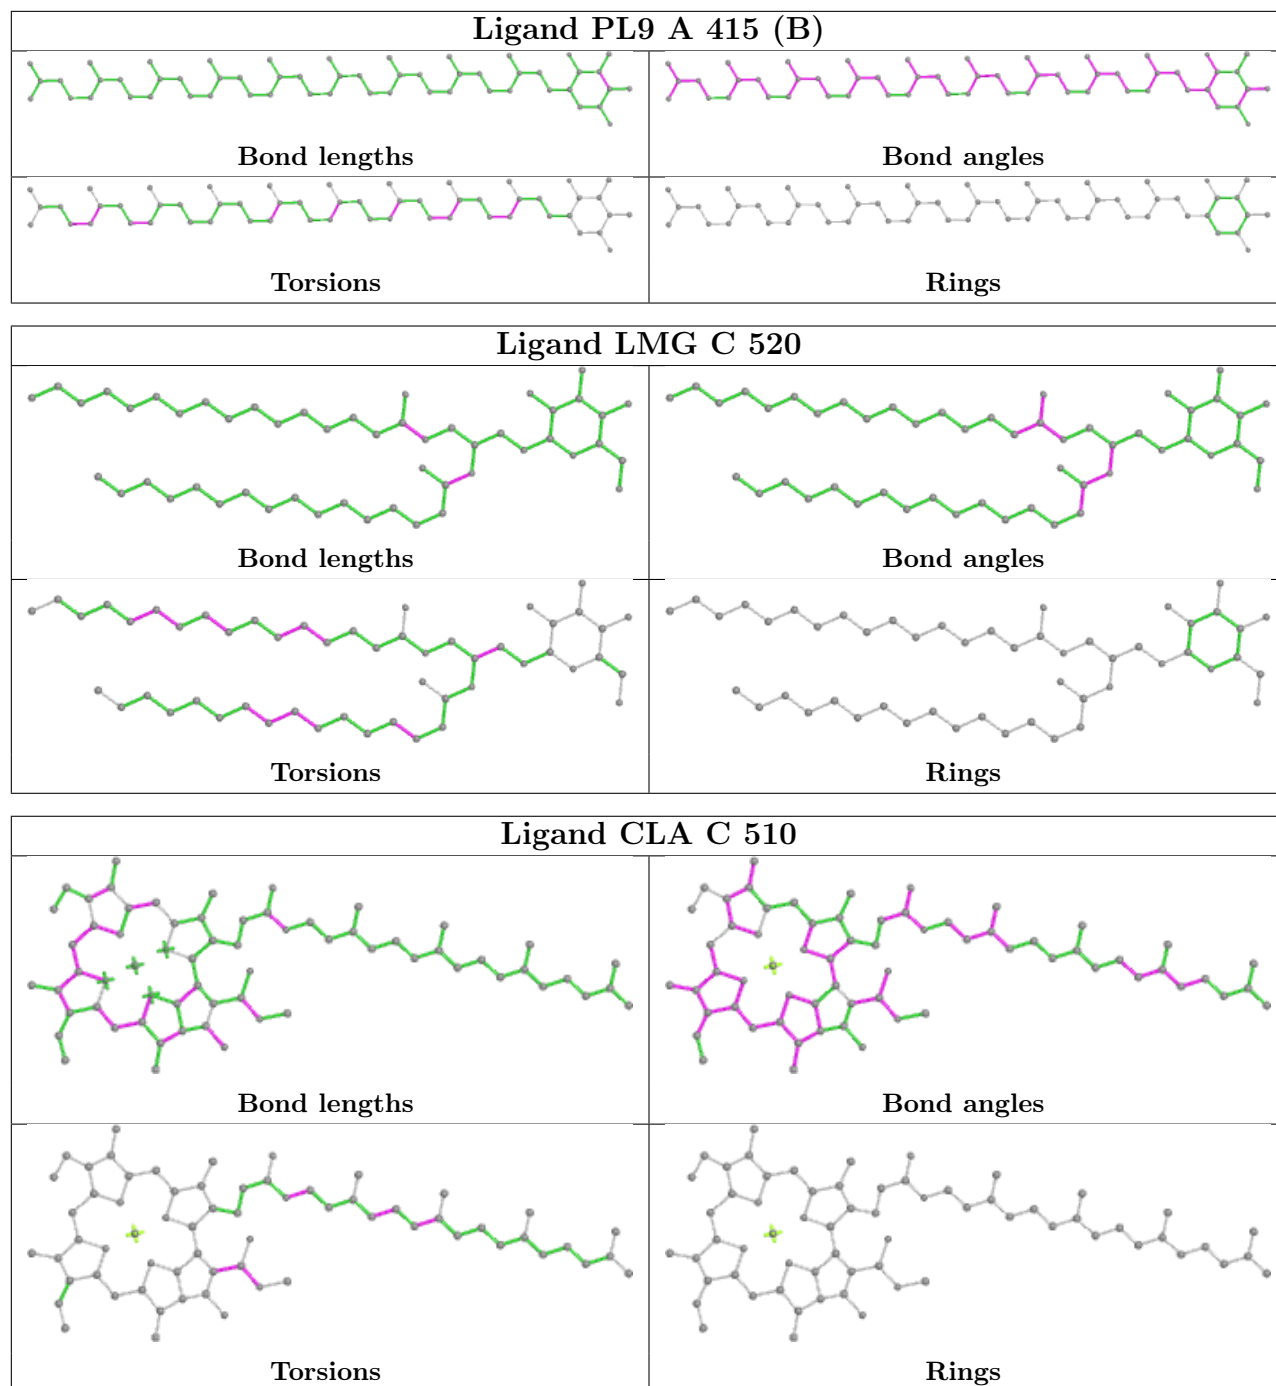 Ligand PL9 A 415 (B)
Bond lengths
Bond angles
Torsions
Rings
Ligand LMG C 520
Bond lengths
Bond angles
Torsions
Rings
Ligand CLA C 510
Bond lengths
Bond angles
Torsions
Rings